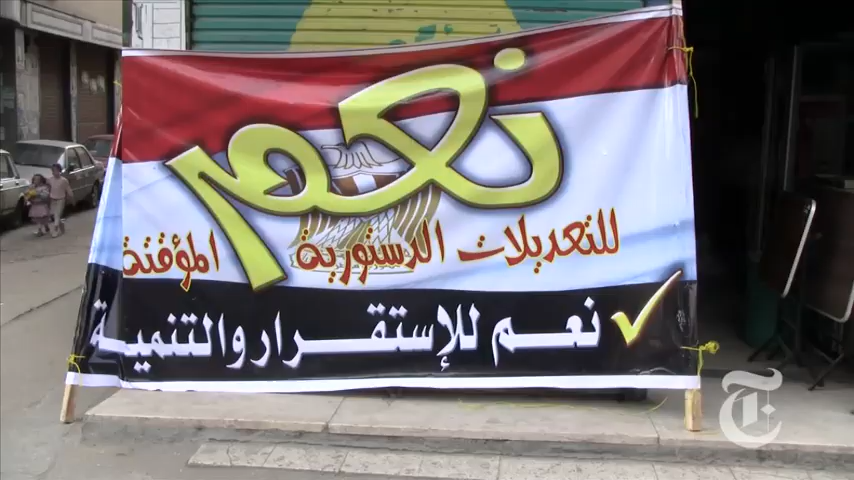 نعم
للتعديلات الدستورية المؤقتة
نعم للإستقرار والتنمية